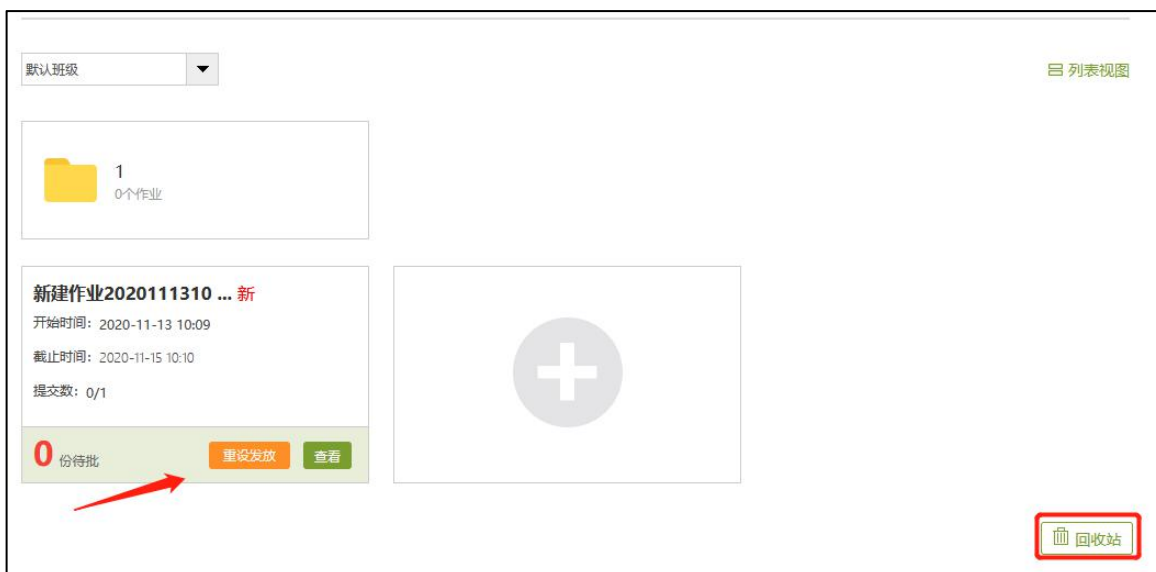 默认班级
列表视图
1
0个作业
新建作业2020111310 ... 新
开始时间：2020-11-13 10:09
截止时间：2020-11-15 10:10
提交数：0/1
0 份待批 重设发放 查看
回收站